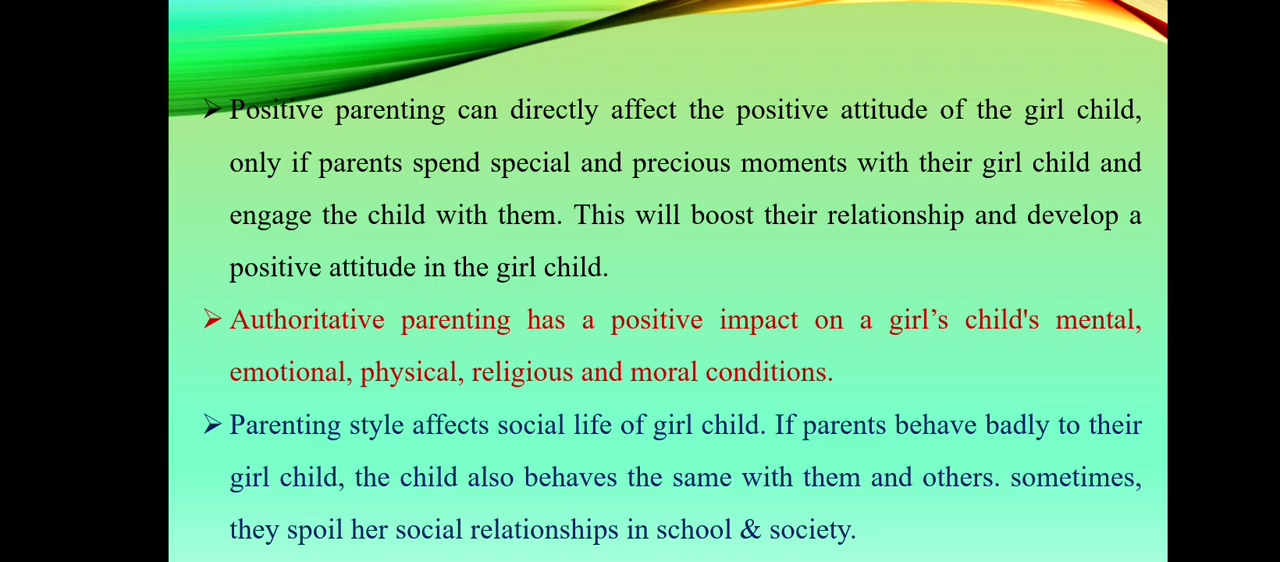 ➢ Positive parenting can directly affect the positive attitude of the girl child,
only if parents spend special and precious moments with their girl child and
engage the child with them. This will boost their relationship and develop a
positive attitude in the girl child.
➢ Authoritative parenting has a positive impact on a girl’s child's mental,
emotional, physical, religious and moral conditions.
➢ Parenting style affects social life of girl child. If parents behave badly to their
girl child, the child also behaves the same with them and others. sometimes,
they spoil her social relationships in school & society.